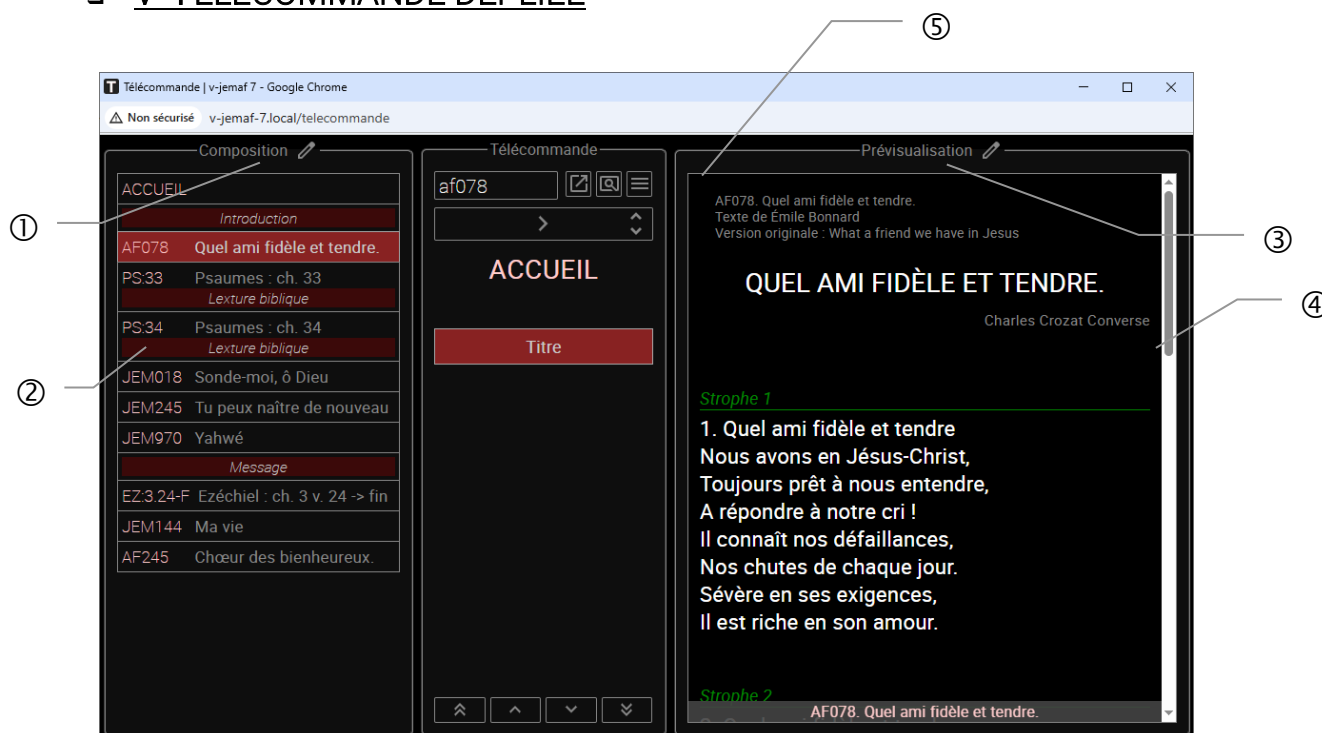 V-TELECOMMANDE DEPLIEE
⑤
Télécommande | v-jemaf 7 - Google Chrome
Non sécurisé v-jemaf-7.local/telecommande
Composition
ACCUEIL
Introduction
AF078 Quel ami fidèle et tendre.
PS:33 Psaumes : ch. 33
Lexture biblique
PS:34 Psaumes : ch. 34
Lexture biblique
JEM018 Sonde-moi, ô Dieu
JEM245 Tu peux naître de nouveau
JEM970 Yahwé
Message
EZ:3.24-F Ezéchiel : ch. 3 v. 24 -> fin
JEM144 Ma vie
AF245 Chœur des bienheureux.
①
②
Télécommande
af078
ACCUEIL
Titre
Prévisualisation
AF078. Quel ami fidèle et tendre.
Texte de Émile Bonnard
Version originale : What a friend we have in Jesus
QUEL AMI FIDÈLE ET TENDRE.
Charles Crozat Converse
Strophe 1
1. Quel ami fidèle et tendre
Nous avons en Jésus-Christ,
Toujours prêt à nous entendre,
A répondre à notre cri !
Il connaît nos défaillances,
Nos chutes de chaque jour.
Sévère en ses exigences,
Il est riche en son amour.
Strophe 2
AF078. Quel ami fidèle et tendre.
③
④